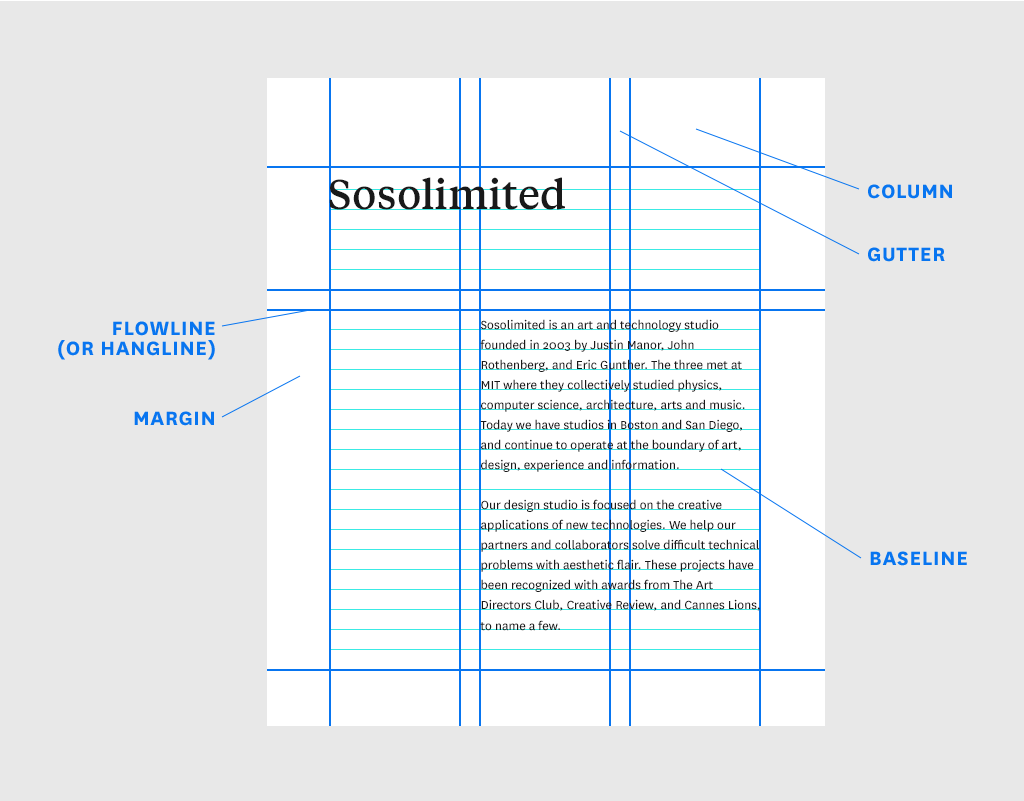 Sosolimited
COLUMN
GUTTER
FLOWLINE
(OR HANGLINE)
MARGIN
Sosolimited is an art and technology studio
founded in 2003 by Justin Manor, John
Rothenberg, and Eric Gunther. The three met at
MIT where they collectively studied physics,
computer science, architecture, arts and music.
Today we have studios in Boston and San Diego,
and continue to operate at the boundary of art,
design, experience and information.
Our design studio is focused on the creative
applications of new technologies. We help our
partners and collaborators solve difficult technical
problems with aesthetic flair. These projects have
been recognized with awards from The Art
Directors Club, Creative Review, and Cannes Lions,
to name a few.
BASELINE